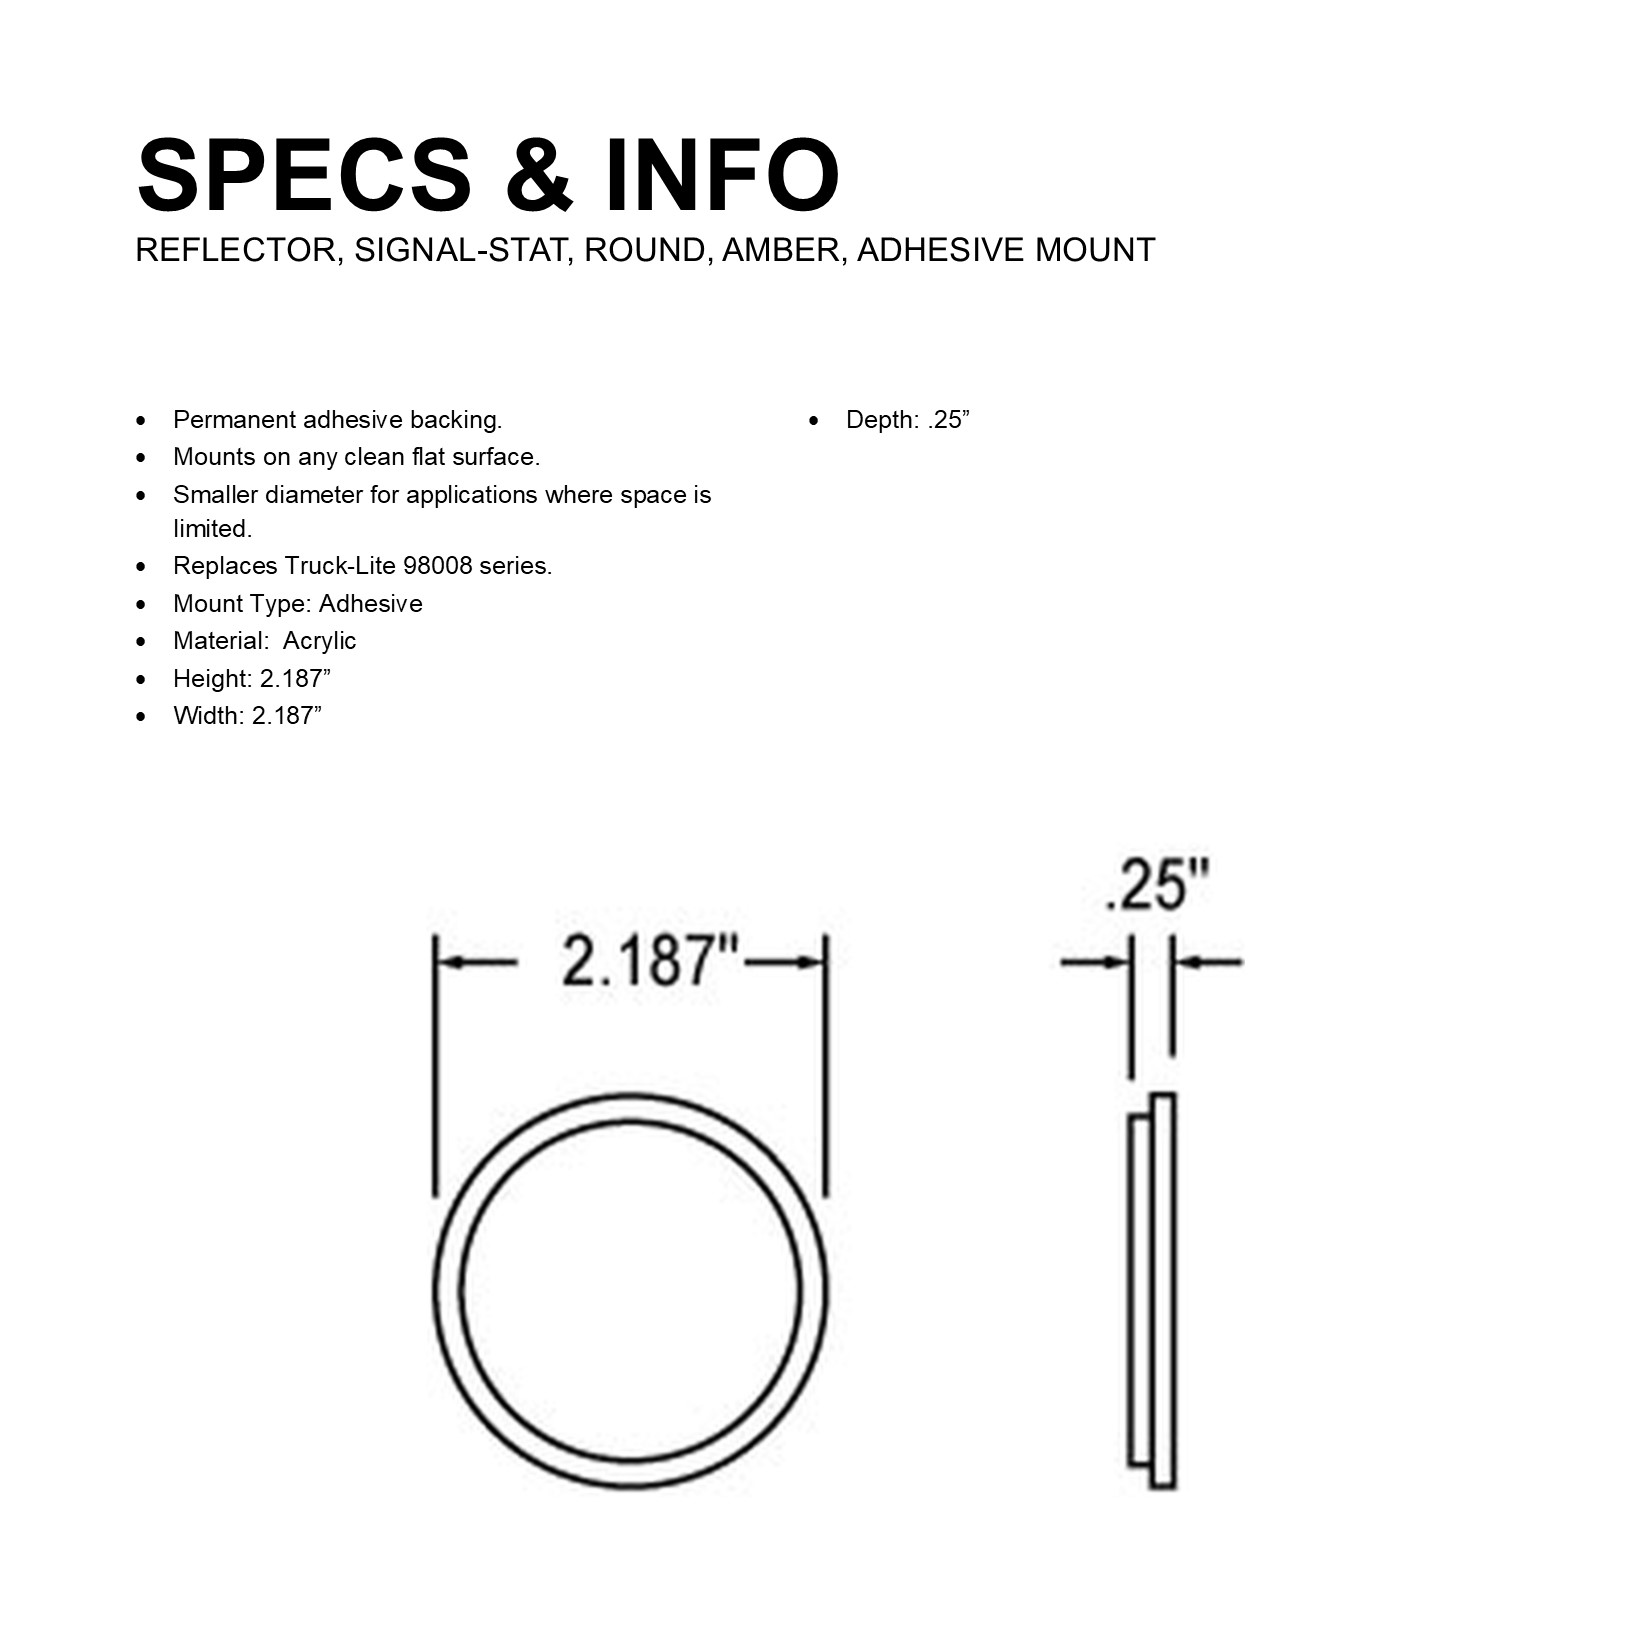 SPECS & INFO
REFLECTOR, SIGNAL-STAT, ROUND, AMBER, ADHESIVE MOUNT
• Permanent adhesive backing.
• Mounts on any clean flat surface.
• Smaller diameter for applications where space is
limited.
• Replaces Truck-Lite 98008 series.
• Mount Type: Adhesive
• Material:  Acrylic
• Height: 2.187”
• Width: 2.187”
• Depth: .25”
2.187"
.25"